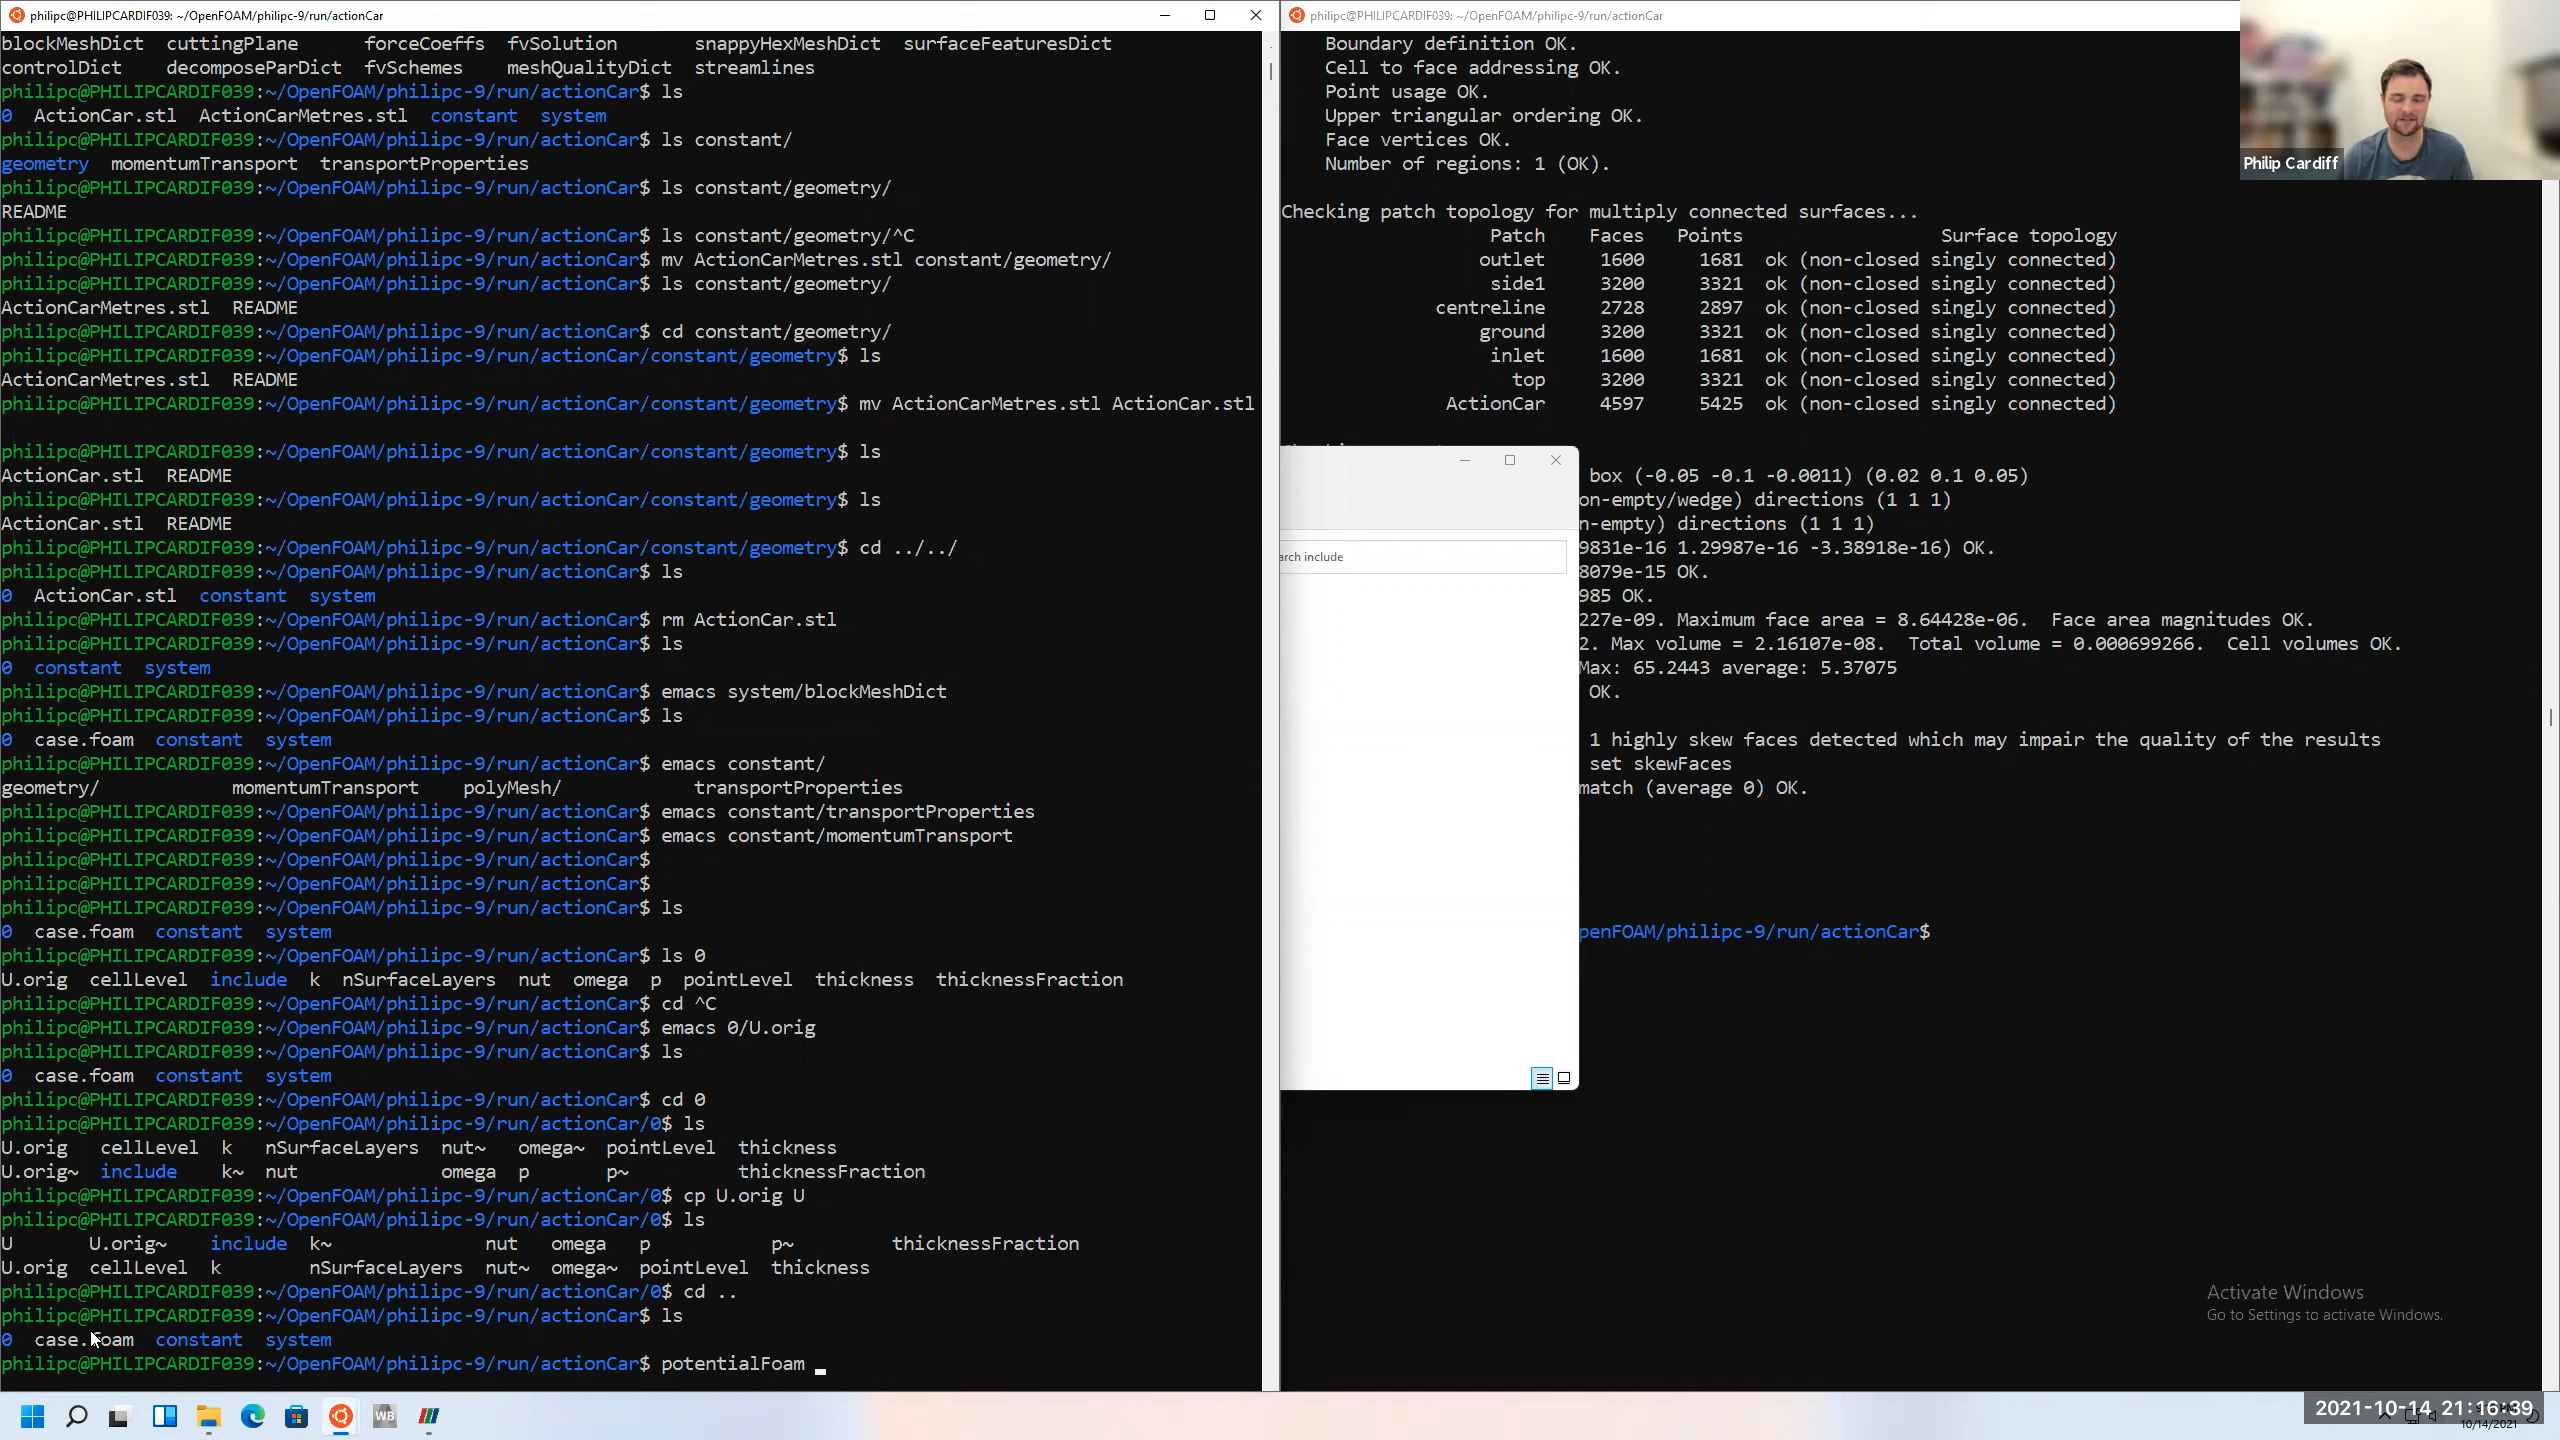 philipc@PHILIPCARDIF039: ~/OpenFOAM/philipc-9/run/actionCar
blockMeshDict  cuttingPlane      forceCoeffs  fvSolution       snappyHexMeshDict  surfaceFeaturesDict
controlDict    decomposeParDict  fvSchemes    meshQualityDict  streamlines
philipc@PHILIPCARDIF039:~/OpenFOAM/philipc-9/run/actionCar$ ls
0  ActionCar.stl  ActionCarMetres.stl  constant  system
philipc@PHILIPCARDIF039:~/OpenFOAM/philipc-9/run/actionCar$ ls constant/
geometry  momentumTransport  transportProperties
philipc@PHILIPCARDIF039:~/OpenFOAM/philipc-9/run/actionCar$ ls constant/geometry/
README
philipc@PHILIPCARDIF039:~/OpenFOAM/philipc-9/run/actionCar$ ls constant/geometry/^C
philipc@PHILIPCARDIF039:~/OpenFOAM/philipc-9/run/actionCar$ mv ActionCarMetres.stl constant/geometry/
philipc@PHILIPCARDIF039:~/OpenFOAM/philipc-9/run/actionCar$ ls constant/geometry/
ActionCarMetres.stl  README
philipc@PHILIPCARDIF039:~/OpenFOAM/philipc-9/run/actionCar$ cd constant/geometry/
philipc@PHILIPCARDIF039:~/OpenFOAM/philipc-9/run/actionCar/constant/geometry$ ls
ActionCarMetres.stl  README
philipc@PHILIPCARDIF039:~/OpenFOAM/philipc-9/run/actionCar/constant/geometry$ mv ActionCarMetres.stl ActionCar.stl
philipc@PHILIPCARDIF039:~/OpenFOAM/philipc-9/run/actionCar/constant/geometry$ ls
ActionCar.stl  README
philipc@PHILIPCARDIF039:~/OpenFOAM/philipc-9/run/actionCar/constant/geometry$ ls
ActionCar.stl  README
philipc@PHILIPCARDIF039:~/OpenFOAM/philipc-9/run/actionCar/constant/geometry$ cd ../../
philipc@PHILIPCARDIF039:~/OpenFOAM/philipc-9/run/actionCar$ ls
0  ActionCar.stl  constant  system
philipc@PHILIPCARDIF039:~/OpenFOAM/philipc-9/run/actionCar$ rm ActionCar.stl
philipc@PHILIPCARDIF039:~/OpenFOAM/philipc-9/run/actionCar$ ls
0  constant  system
philipc@PHILIPCARDIF039:~/OpenFOAM/philipc-9/run/actionCar$ emacs system/blockMeshDict
philipc@PHILIPCARDIF039:~/OpenFOAM/philipc-9/run/actionCar$ ls
0  case.foam  constant  system
philipc@PHILIPCARDIF039:~/OpenFOAM/philipc-9/run/actionCar$ emacs constant/
geometry/            momentumTransport    polyMesh/            transportProperties
philipc@PHILIPCARDIF039:~/OpenFOAM/philipc-9/run/actionCar$ emacs constant/transportProperties
philipc@PHILIPCARDIF039:~/OpenFOAM/philipc-9/run/actionCar$ emacs constant/momentumTransport
philipc@PHILIPCARDIF039:~/OpenFOAM/philipc-9/run/actionCar$
philipc@PHILIPCARDIF039:~/OpenFOAM/philipc-9/run/actionCar$
philipc@PHILIPCARDIF039:~/OpenFOAM/philipc-9/run/actionCar$ ls
0  case.foam  constant  system
philipc@PHILIPCARDIF039:~/OpenFOAM/philipc-9/run/actionCar$ ls 0
U.orig  cellLevel  include  k  nSurfaceLayers  nut  omega  p  pointLevel  thickness  thicknessFraction
philipc@PHILIPCARDIF039:~/OpenFOAM/philipc-9/run/actionCar$ cd ^C
philipc@PHILIPCARDIF039:~/OpenFOAM/philipc-9/run/actionCar$ emacs 0/U.orig
philipc@PHILIPCARDIF039:~/OpenFOAM/philipc-9/run/actionCar$ ls
0  case.foam  constant  system
philipc@PHILIPCARDIF039:~/OpenFOAM/philipc-9/run/actionCar$ cd 0
philipc@PHILIPCARDIF039:~/OpenFOAM/philipc-9/run/actionCar/0$ ls
U.orig   cellLevel  k   nSurfaceLayers  nut~   omega~  pointLevel  thickness
U.orig~  include    k~  nut             omega  p       p~          thicknessFraction
philipc@PHILIPCARDIF039:~/OpenFOAM/philipc-9/run/actionCar/0$ cp U.orig U
philipc@PHILIPCARDIF039:~/OpenFOAM/philipc-9/run/actionCar/0$ ls
U       U.orig~    include  k~              nut   omega   p           p~         thicknessFraction
U.orig  cellLevel  k        nSurfaceLayers  nut~  omega~  pointLevel  thickness
philipc@PHILIPCARDIF039:~/OpenFOAM/philipc-9/run/actionCar/0$ cd ..
philipc@PHILIPCARDIF039:~/OpenFOAM/philipc-9/run/actionCar$ ls
0  case.foam  constant  system
philipc@PHILIPCARDIF039:~/OpenFOAM/philipc-9/run/actionCar$ potentialFoam
philipc@PHILIPCARDIF039: ~/OpenFOAM/philipc-9/run/actionCar
Boundary definition OK.
Cell to face addressing OK.
Point usage OK.
Upper triangular ordering OK.
Face vertices OK.
Number of regions: 1 (OK).
Checking patch topology for multiply connected surfaces...
Patch    Faces   Points                  Surface topology
outlet     1600     1681  ok (non-closed singly connected)
side1     3200     3321  ok (non-closed singly connected)
centreline     2728     2897  ok (non-closed singly connected)
ground     3200     3321  ok (non-closed singly connected)
inlet     1600     1681  ok (non-closed singly connected)
top     3200     3321  ok (non-closed singly connected)
ActionCar     4597     5425  ok (non-closed singly connected)
box (-0.05 -0.1 -0.0011) (0.02 0.1 0.05)
on-empty/wedge) directions (1 1 1)
n-empty) directions (1 1 1)
9831e-16 1.29987e-16 -3.38918e-16) OK.
8079e-15 OK.
985 OK.
227e-09. Maximum face area = 8.64428e-06.  Face area magnitudes OK.
2. Max volume = 2.16107e-08.  Total volume = 0.000699266.  Cell volumes OK.
Max: 65.2443 average: 5.37075
OK.
1 highly skew faces detected which may impair the quality of the results
set skewFaces
match (average 0) OK.
penFOAM/philipc-9/run/actionCar$
arch include
Philip Cardiff
Activate Windows
Go to Settings to activate Windows.
WB
2021-10-14 21:16:39
10/14/2021